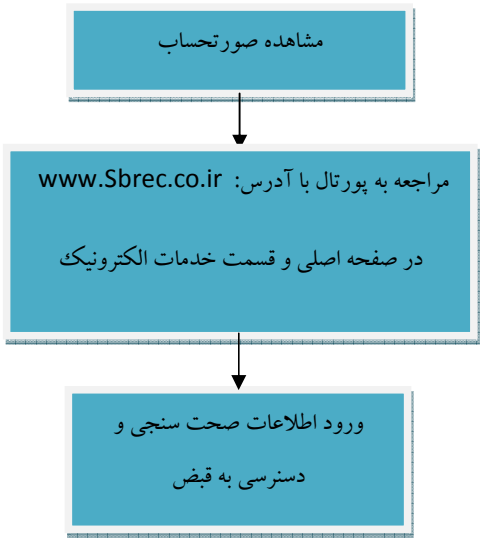 مشاهده صورتحساب
مراجعه به پورتال با آدرس: www.Sbrec.co.ir
در صفحه اصلی و قسمت خدمات الکترونیک
ورود اطلاعات صحت سنجی و
دسترسی به قبض